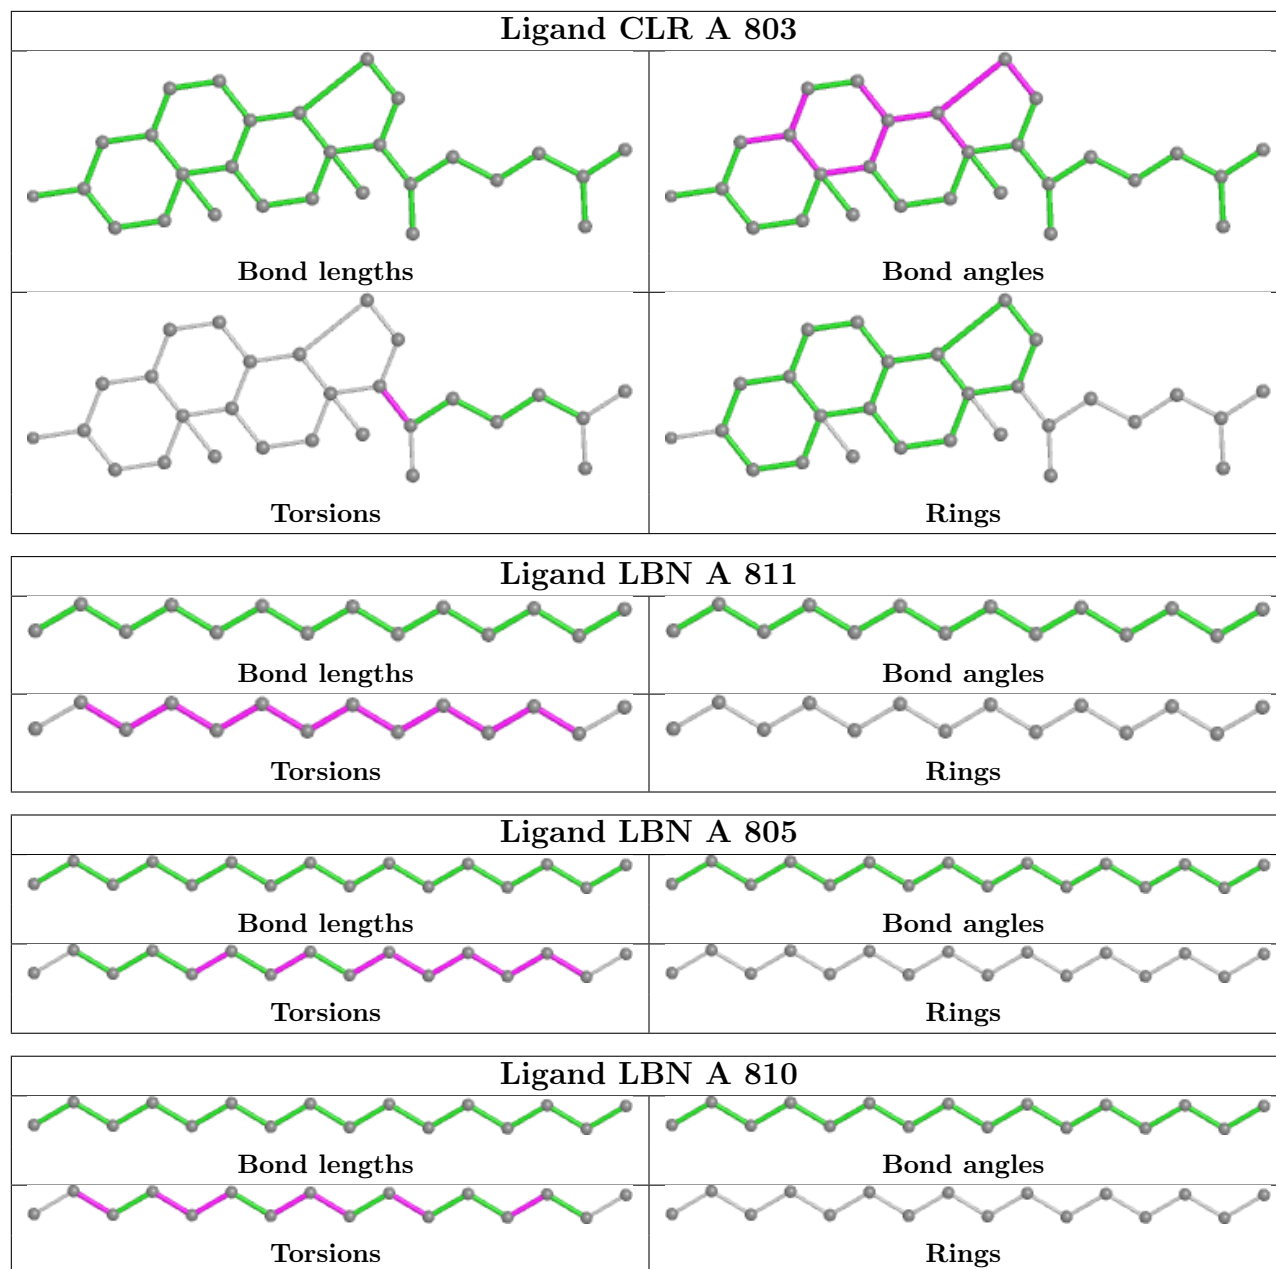 Ligand CLR A 803
Bond lengths
Bond angles
Torsions
Rings
Ligand LBN A 811
Bond lengths
Bond angles
Torsions
Rings
Ligand LBN A 805
Bond lengths
Bond angles
Torsions
Rings
Ligand LBN A 810
Bond lengths
Bond angles
Torsions
Rings